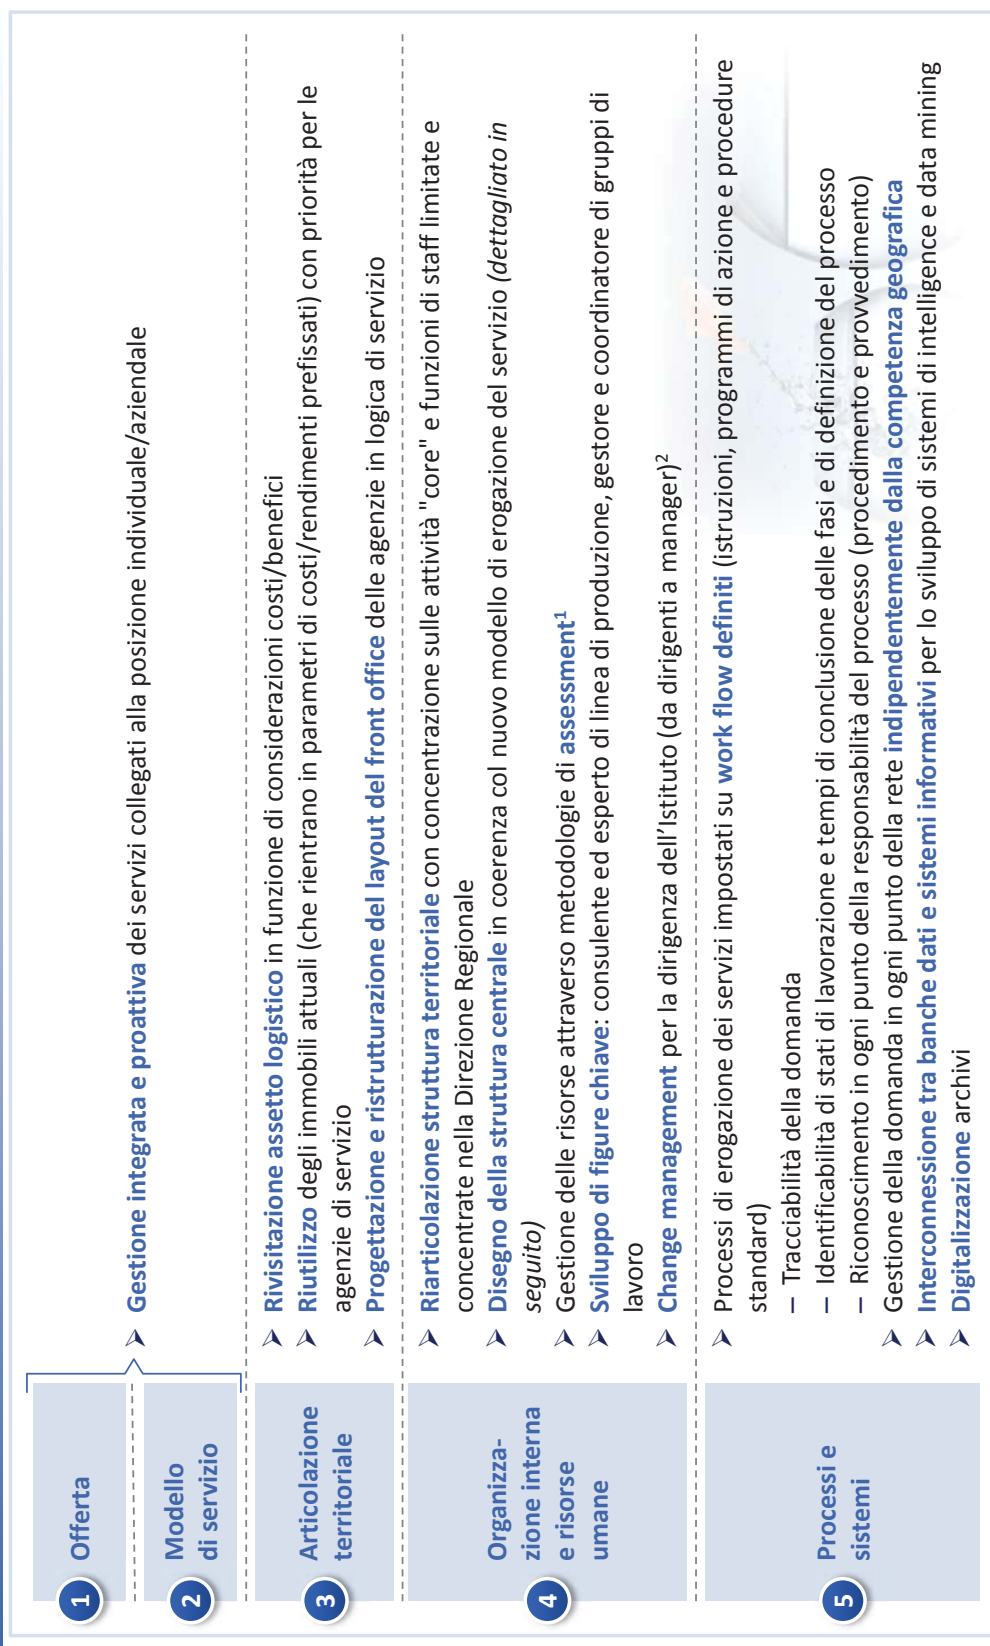 1
Offerta
2
Modello
di servizio
➢ Gestione integrata e proattiva dei servizi collegati alla posizione individuale/aziendale
3
Articolazione
territoriale
➢ Rivisitazione assetto logistico in funzione di considerazioni costi/benefici
➢ Riutilizzo degli immobili attuali (che rientrano in parametri di costi/rendimenti prefissati) con priorità per le
agenzie di servizio
➢ Progettazione e ristrutturazione del layout del front office delle agenzie in logica di servizio
4
Organizza-
zione interna
e risorse
umane
➢ Riarticolazione struttura territoriale con concentrazione sulle attività "core" e funzioni di staff limitate e
concentrate nella Direzione Regionale
➢ Disegno della struttura centrale in coerenza col nuovo modello di erogazione del servizio (dettagliato in
seguito)
➢ Gestione delle risorse attraverso metodologie di assessment¹
➢ Sviluppo di figure chiave: consulente ed esperto di linea di produzione, gestore e coordinatore di gruppi di
lavoro
➢ Change management per la dirigenza dell'Istituto (da dirigenti a manager)²
5
Processi e
sistemi
➢ Processi di erogazione dei servizi impostati su work flow definiti (istruzioni, programmi di azione e procedure
standard)
– Tracciabilità della domanda
– Identificabilità di stati di lavorazione e tempi di conclusione delle fasi e di definizione del processo
– Riconoscimento in ogni punto della responsabilità del processo (procedimento e provvedimento)
➢ Gestione della domanda in ogni punto della rete indipendentemente dalla competenza geografica
➢ Interconnessione tra banche dati e sistemi informativi per lo sviluppo di sistemi di intelligence e data mining
➢ Digitalizzazione archivi